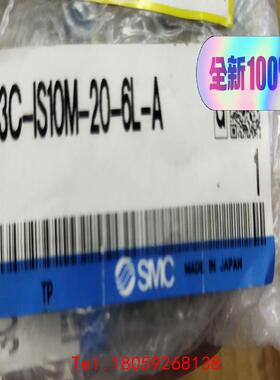 全新100
3C-IS10M-20-6L-A
1
SMC
MADE IN JAPAN
TP
Tel:18059268138